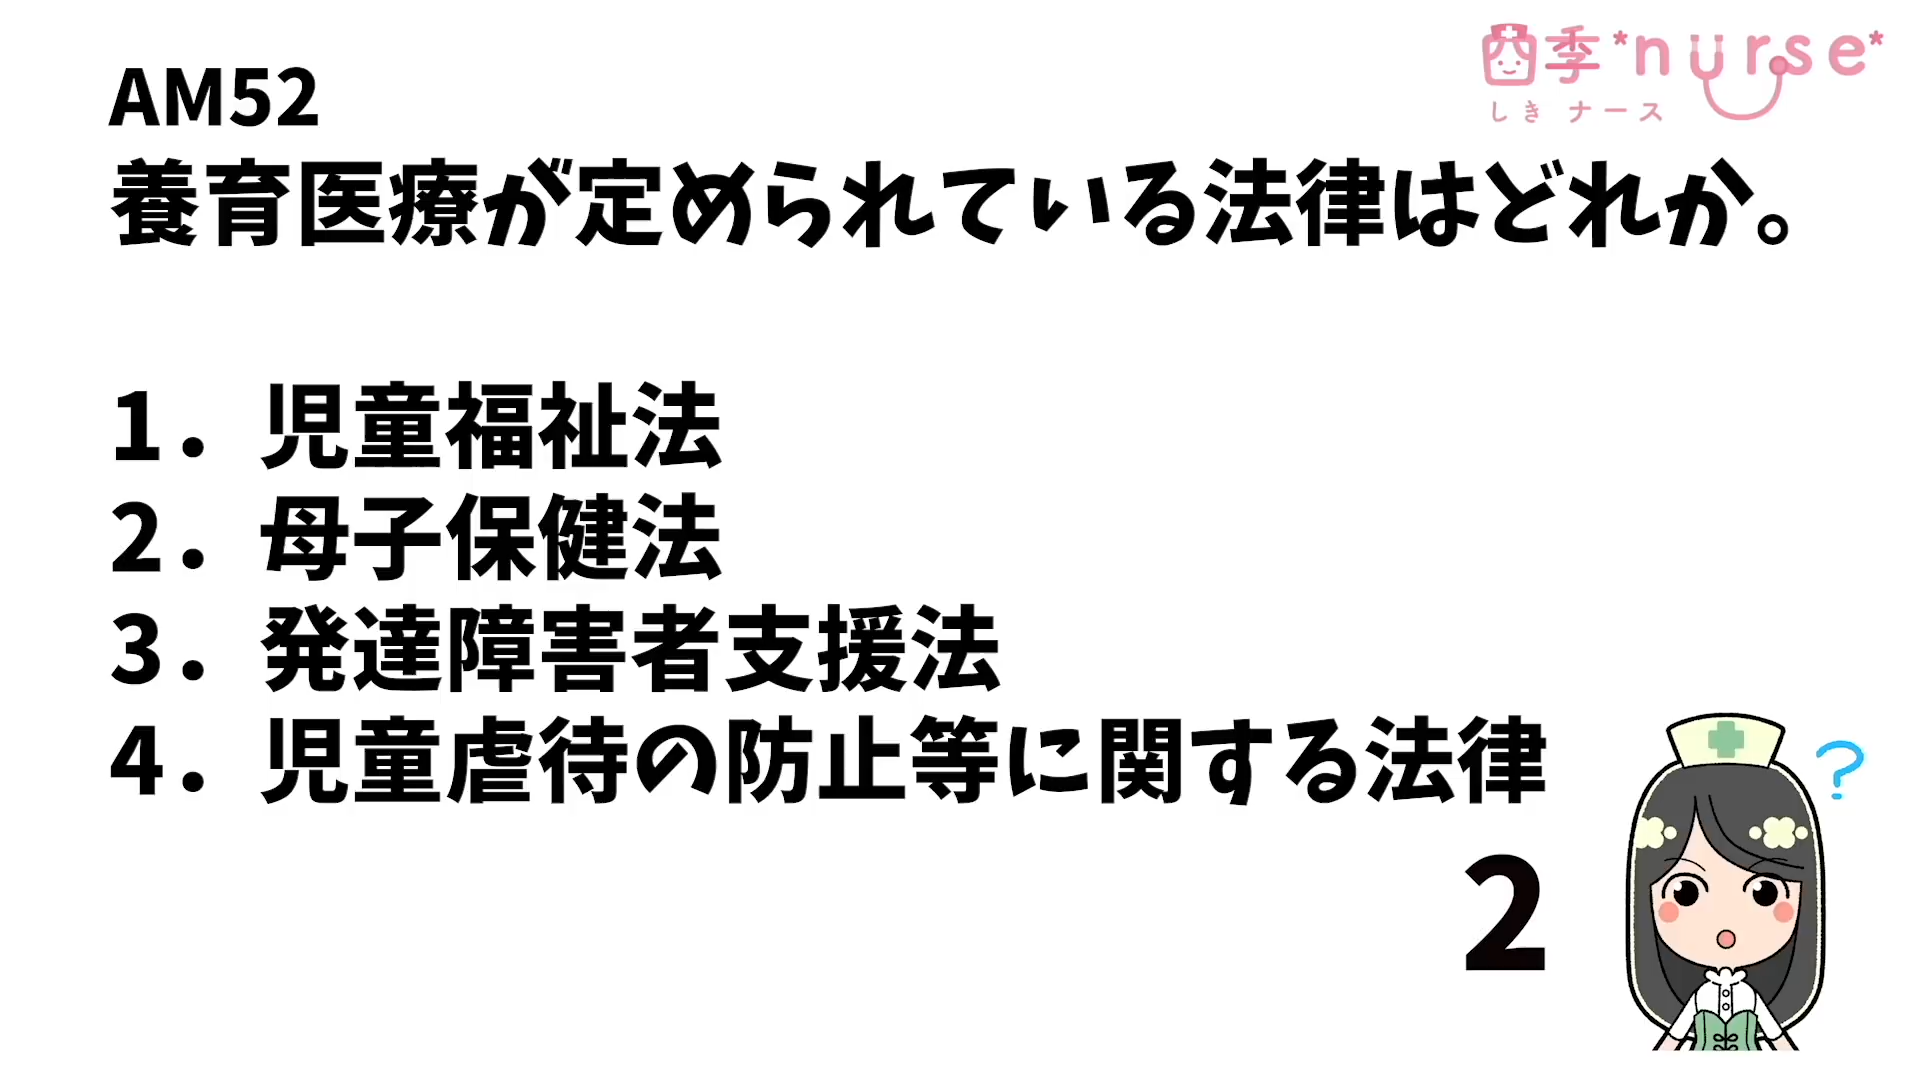 四季*nurse*
しき ナース
AM52
養育医療が定められている法律はどれか。
1．児童福祉法
2．母子保健法
3．発達障害者支援法
4．児童虐待の防止等に関する法律
2
?